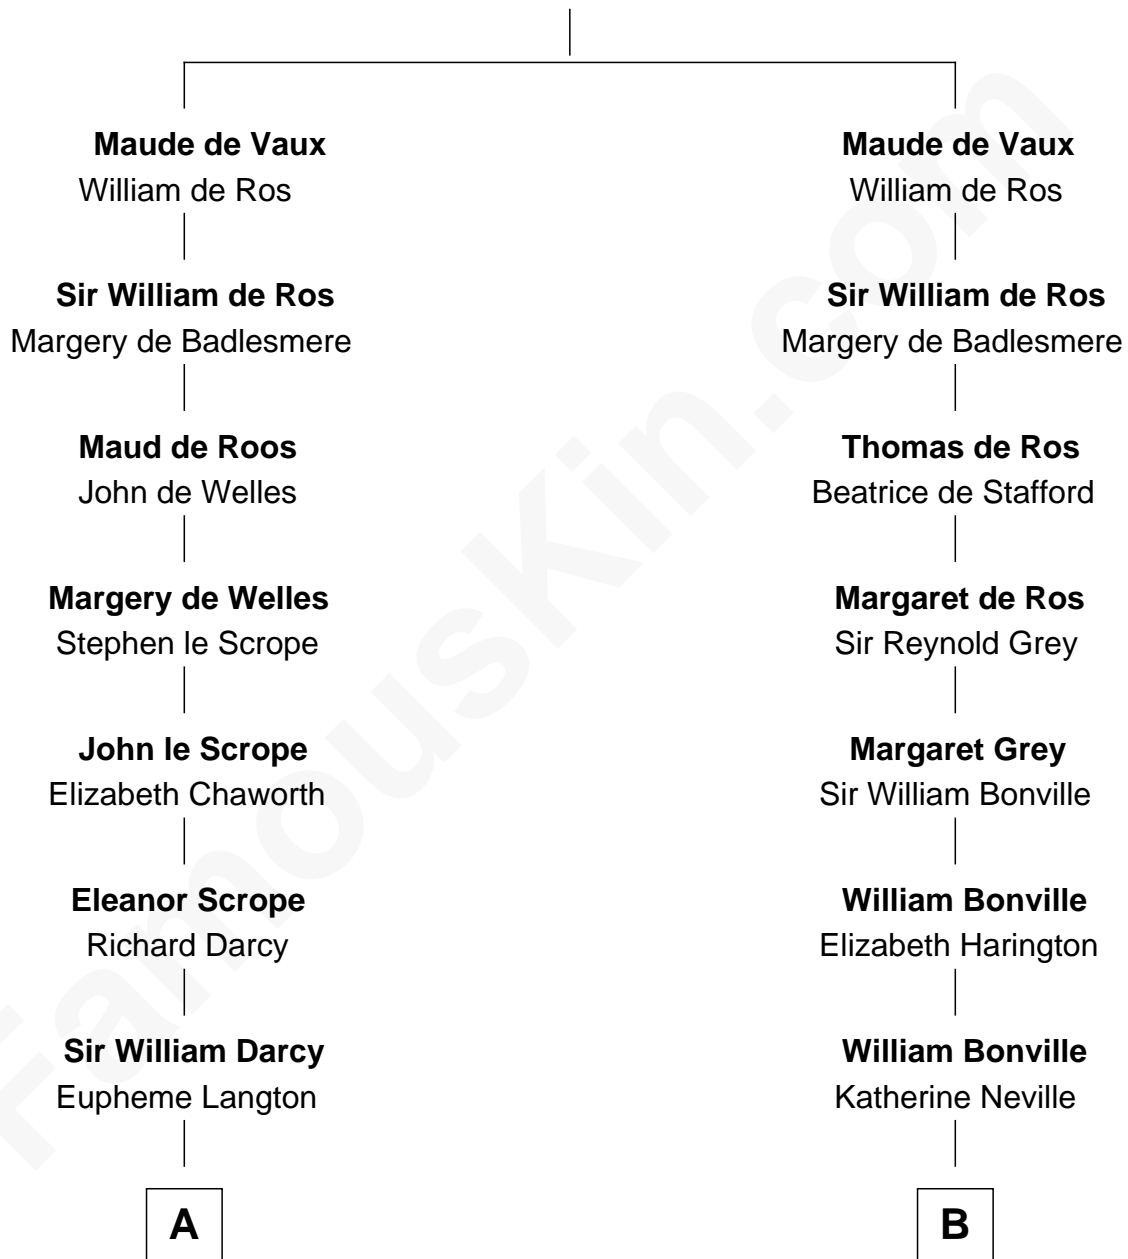 Maude de Vaux
William de Ros
Sir William de Ros
Margery de Badlesmere
Maud de Roos
John de Welles
Margery de Welles
Stephen le Scrope
John le Scrope
Elizabeth Chaworth
Eleanor Scrope
Richard Darcy
Sir William Darcy
Eupheme Langton
A
Maude de Vaux
William de Ros
Sir William de Ros
Margery de Badlesmere
Thomas de Ros
Beatrice de Stafford
Margaret de Ros
Sir Reynold Grey
Margaret Grey
Sir William Bonville
William Bonville
Elizabeth Harington
William Bonville
Katherine Neville
B
FamousKin.com